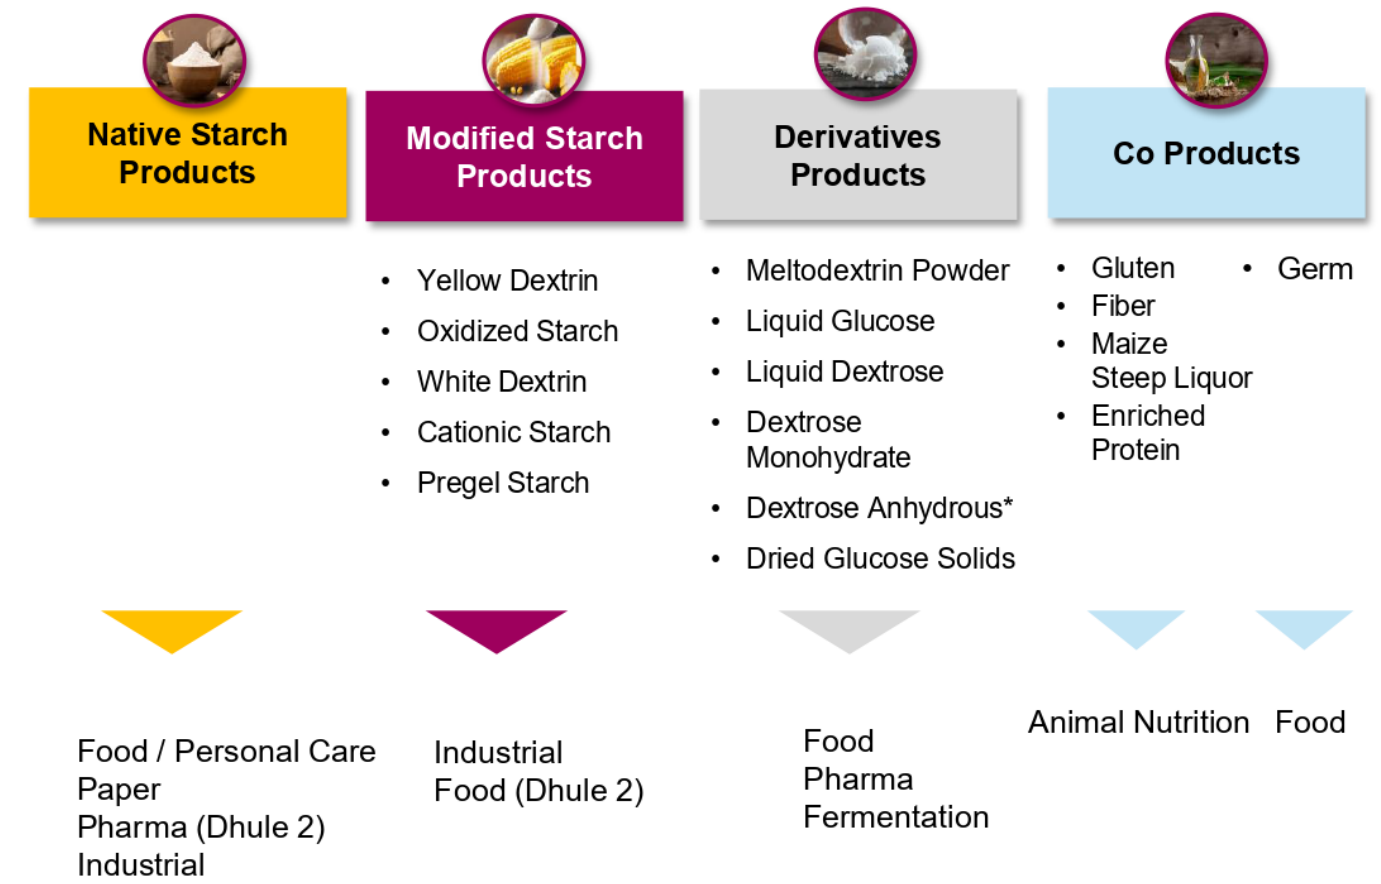 Native Starch
Products
Modified Starch
Products
Derivatives
Products
Co Products
• Yellow Dextrin
• Oxidized Starch
• White Dextrin
• Cationic Starch
• Pregel Starch
• Meltodextrin Powder
• Liquid Glucose
• Liquid Dextrose
• Dextrose
Monohydrate
• Dextrose Anhydrous*
• Dried Glucose Solids
• Gluten
• Fiber
• Maize
Steep Liquor
• Enriched
Protein
• Germ
Food / Personal Care
Paper
Pharma (Dhule 2)
Industrial
Industrial
Food (Dhule 2)
Food
Pharma
Fermentation
Animal Nutrition
Food